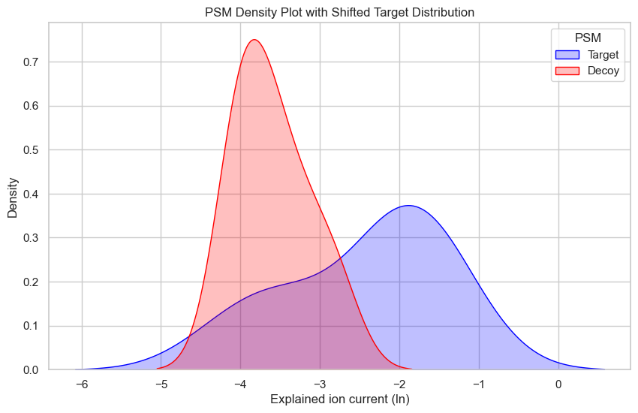 PSM Density Plot with Shifted Target Distribution
PSM
Target
Decoy
Density
0.7
0.6
0.5
0.4
0.3
0.2
0.1
0.0
−6 −5 −4 −3 −2 −1 0
Explained ion current (ln)